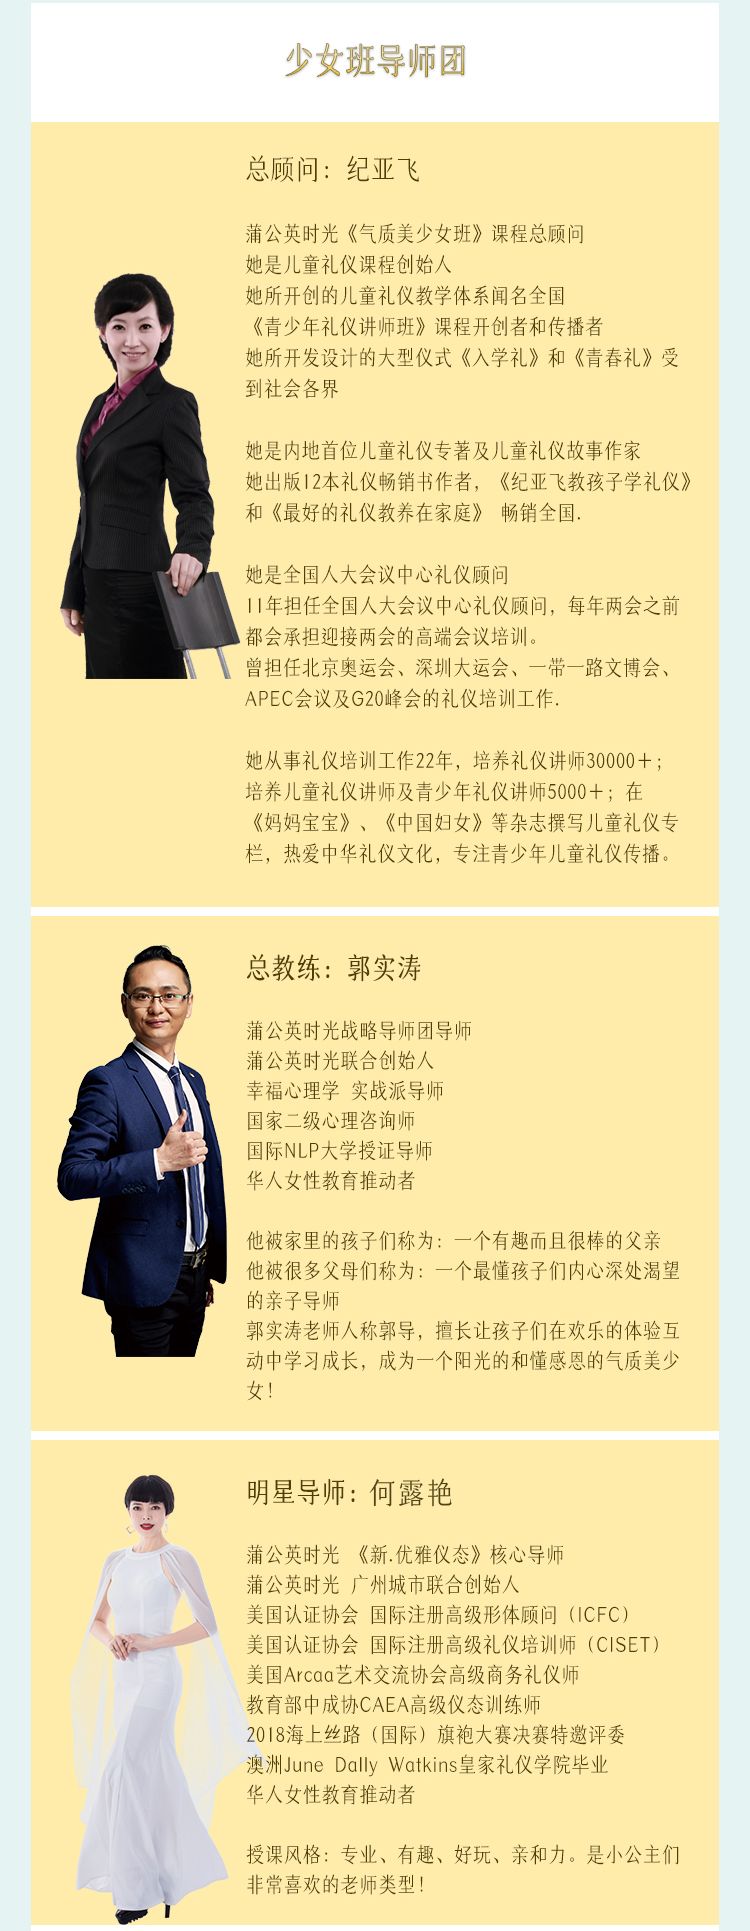 少女班导师团
总顾问：纪亚飞
蒲公英时光《气质美少女班》课程总顾问
她是儿童礼仪课程创始人
她所开创的儿童礼仪教学体系闻名全国
《青少年礼仪讲师班》课程开创者和传播者
她所开发设计的大型仪式《入学礼》和《青春礼》受
到社会各界
她是内地首位儿童礼仪专著及儿童礼仪故事作家
她出版12本礼仪畅销书作者，《纪亚飞教孩子学礼仪》
和《最好的礼仪教养在家庭》 畅销全国.
她是全国人大会议中心礼仪顾问
11年担任全国人大会议中心礼仪顾问，每年两会之前
都会承担迎接两会的高端会议培训。
曾担任北京奥运会、深圳大运会、一带一路文博会、
APEC会议及G20峰会的礼仪培训工作.
她从事礼仪培训工作22年，培养礼仪讲师30000+；
培养儿童礼仪讲师及青少年礼仪讲师5000+；在
《妈妈宝宝》、《中国妇女》等杂志撰写儿童礼仪专
栏，热爱中华礼仪文化，专注青少年儿童礼仪传播。
总教练：郭实涛
蒲公英时光战略导师团导师
蒲公英时光联合创始人
幸福心理学 实战派导师
国家二级心理咨询师
国际NLP大学授证导师
华人女性教育推动者
他被家里的孩子们称为：一个有趣而且很棒的父亲
他被很多父母们称为：一个最懂孩子们内心深处渴望
的亲子导师
郭实涛老师人称郭导，擅长让孩子们在欢乐的体验互
动中学习成长，成为一个阳光的和懂感恩的气质美少
女！
明星导师：何露艳
蒲公英时光 《新.优雅仪态》核心导师
蒲公英时光 广州城市联合创始人
美国认证协会 国际注册高级形体顾问（ICFC）
美国认证协会 国际注册高级礼仪培训师（CISET）
美国Arcaa艺术交流协会高级商务礼仪师
教育部中成协CAEA高级仪态训练师
2018海上丝路（国际）旗袍大赛决赛特邀评委
澳洲June Dally Watkins皇家礼仪学院毕业
华人女性教育推动者
授课风格：专业、有趣、好玩、亲和力。是小公主们
非常喜欢的老师类型！